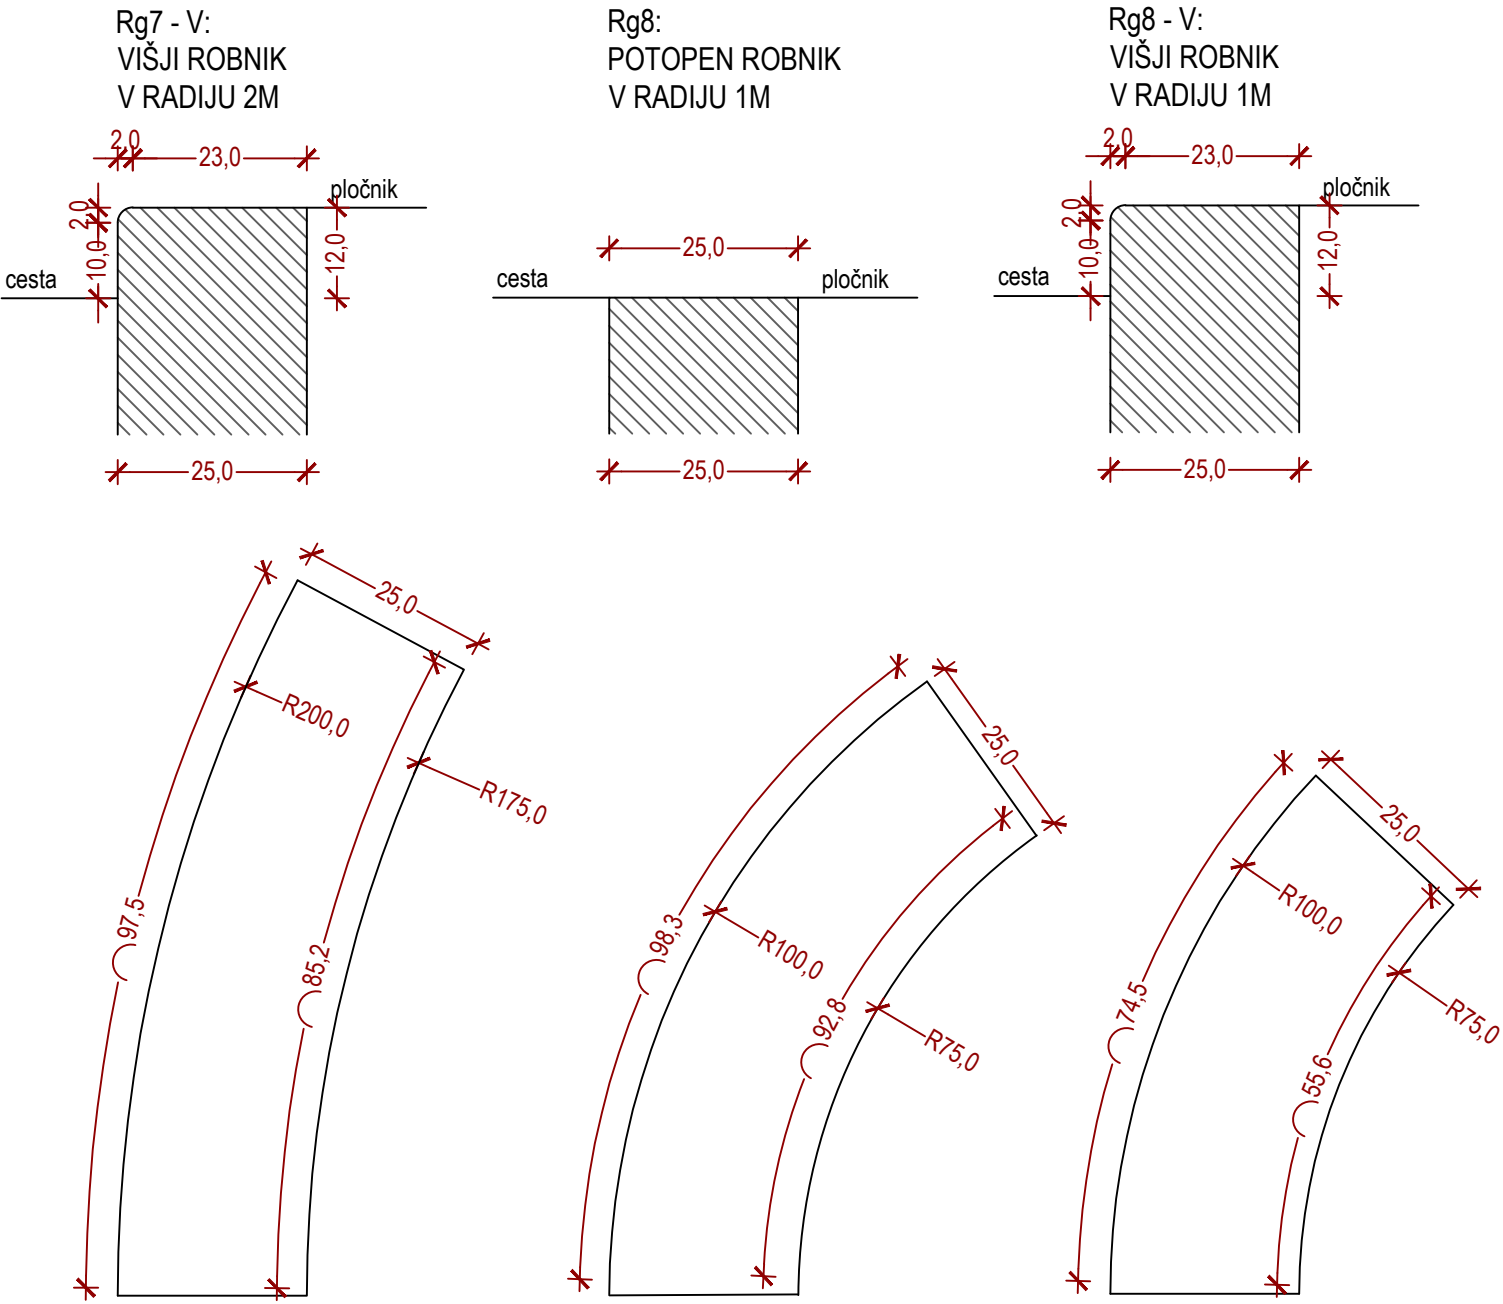 Rg7 - V:
VIŠJI ROBNIK
V RADIJU 2M
2,0
23,0
pločnik
2,0
10,0
12,0
cesta
25,0
Rg8:
POTOPEN ROBNIK
V RADIJU 1M
25,0
cesta
pločnik
25,0
Rg8 - V:
VIŠJI ROBNIK
V RADIJU 1M
2,0
23,0
pločnik
2,0
10,0
12,0
cesta
25,0
25,0
R200,0
R175,0
97,5
85,2
25,0
98,3
R100,0
92,8
R75,0
25,0
R100,0
74,5
R75,0
55,6